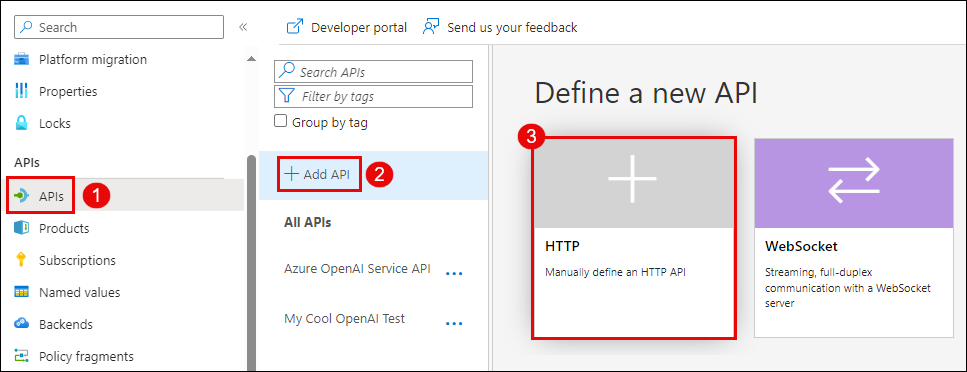 Search
«
Platform migration
Properties
Locks
APIs
APIs
1
Products
Subscriptions
Named values
Backends
Policy fragments
Developer portal
Send us your feedback
Search APIs
Filter by tags
Group by tag
+ Add API
2
All APIs
Azure OpenAI Service API ...
My Cool OpenAI Test ...
Define a new API
3
HTTP
Manually define an HTTP API
WebSocket
Streaming, full-duplex
communication with a WebSocket
server